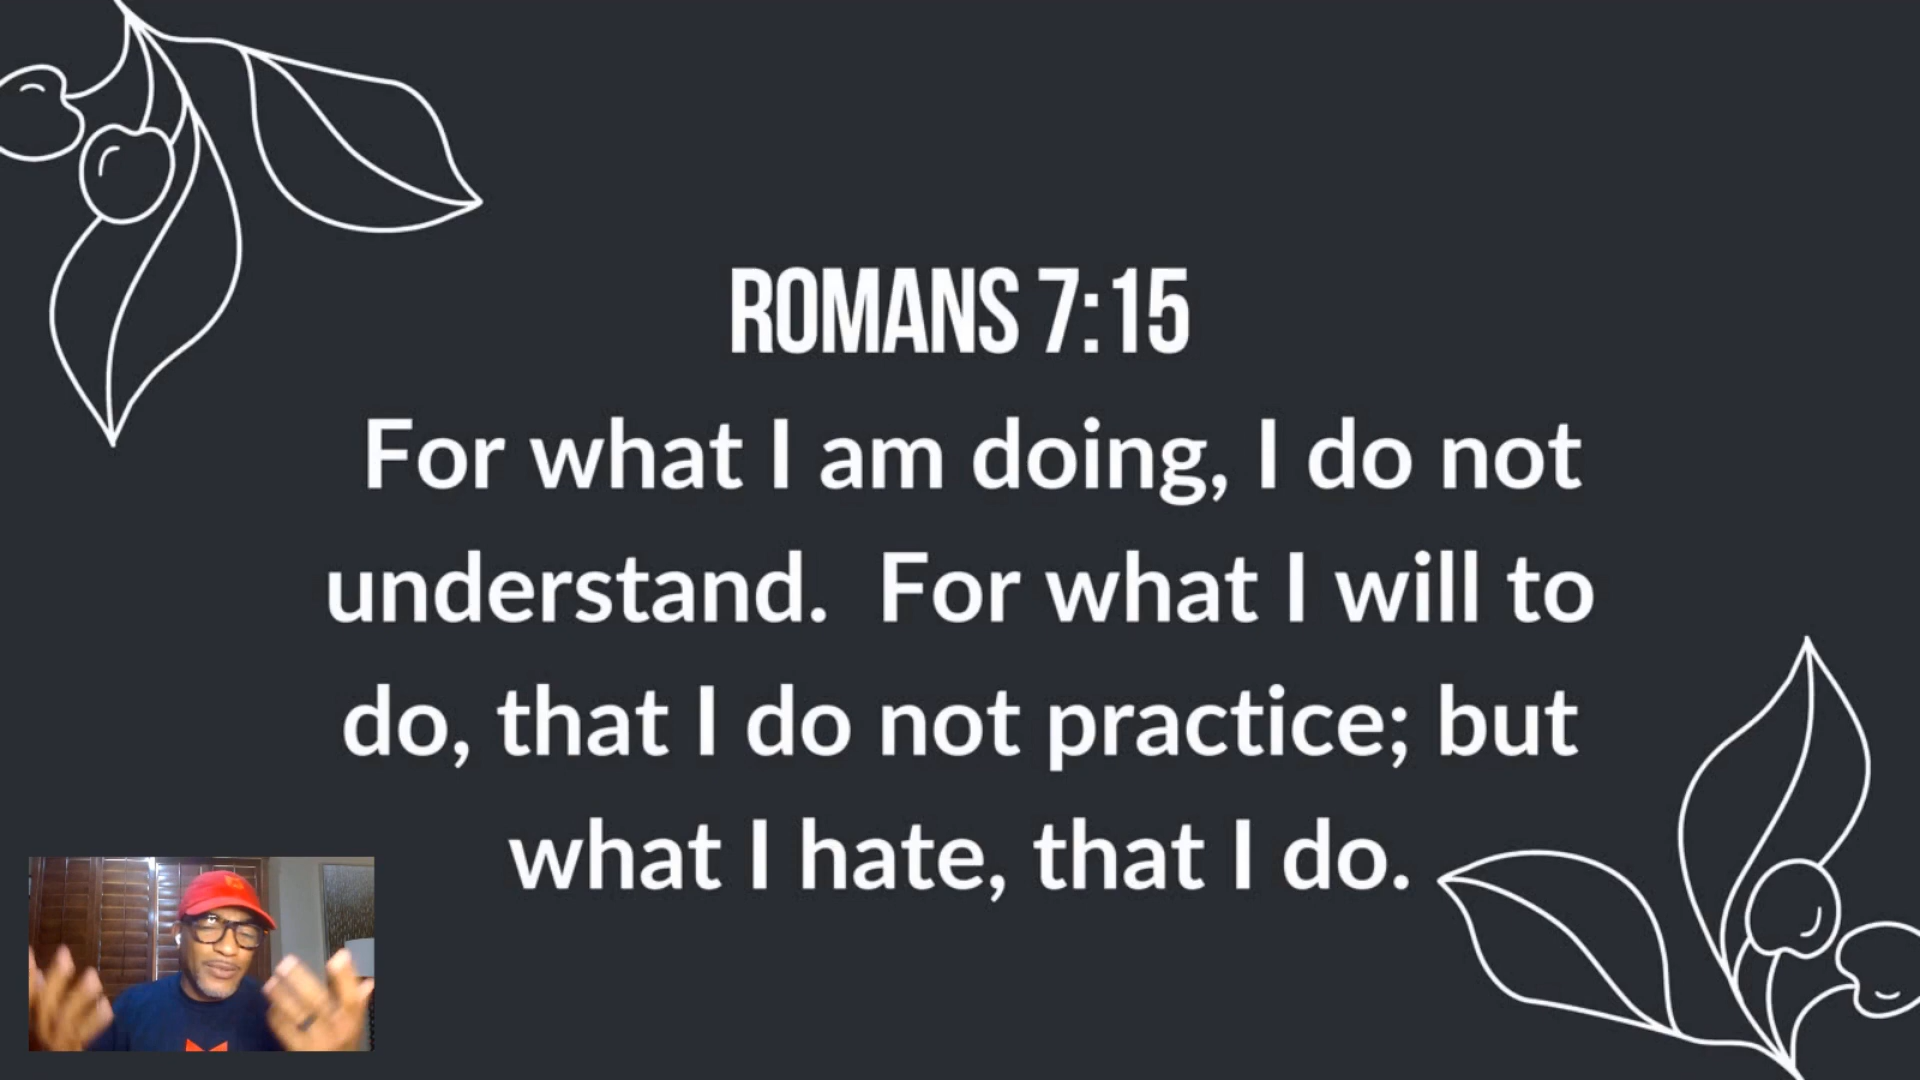 ROMANS 7:15
For what I am doing, I do not
understand.  For what I will to
do, that I do not practice; but
what I hate, that I do.